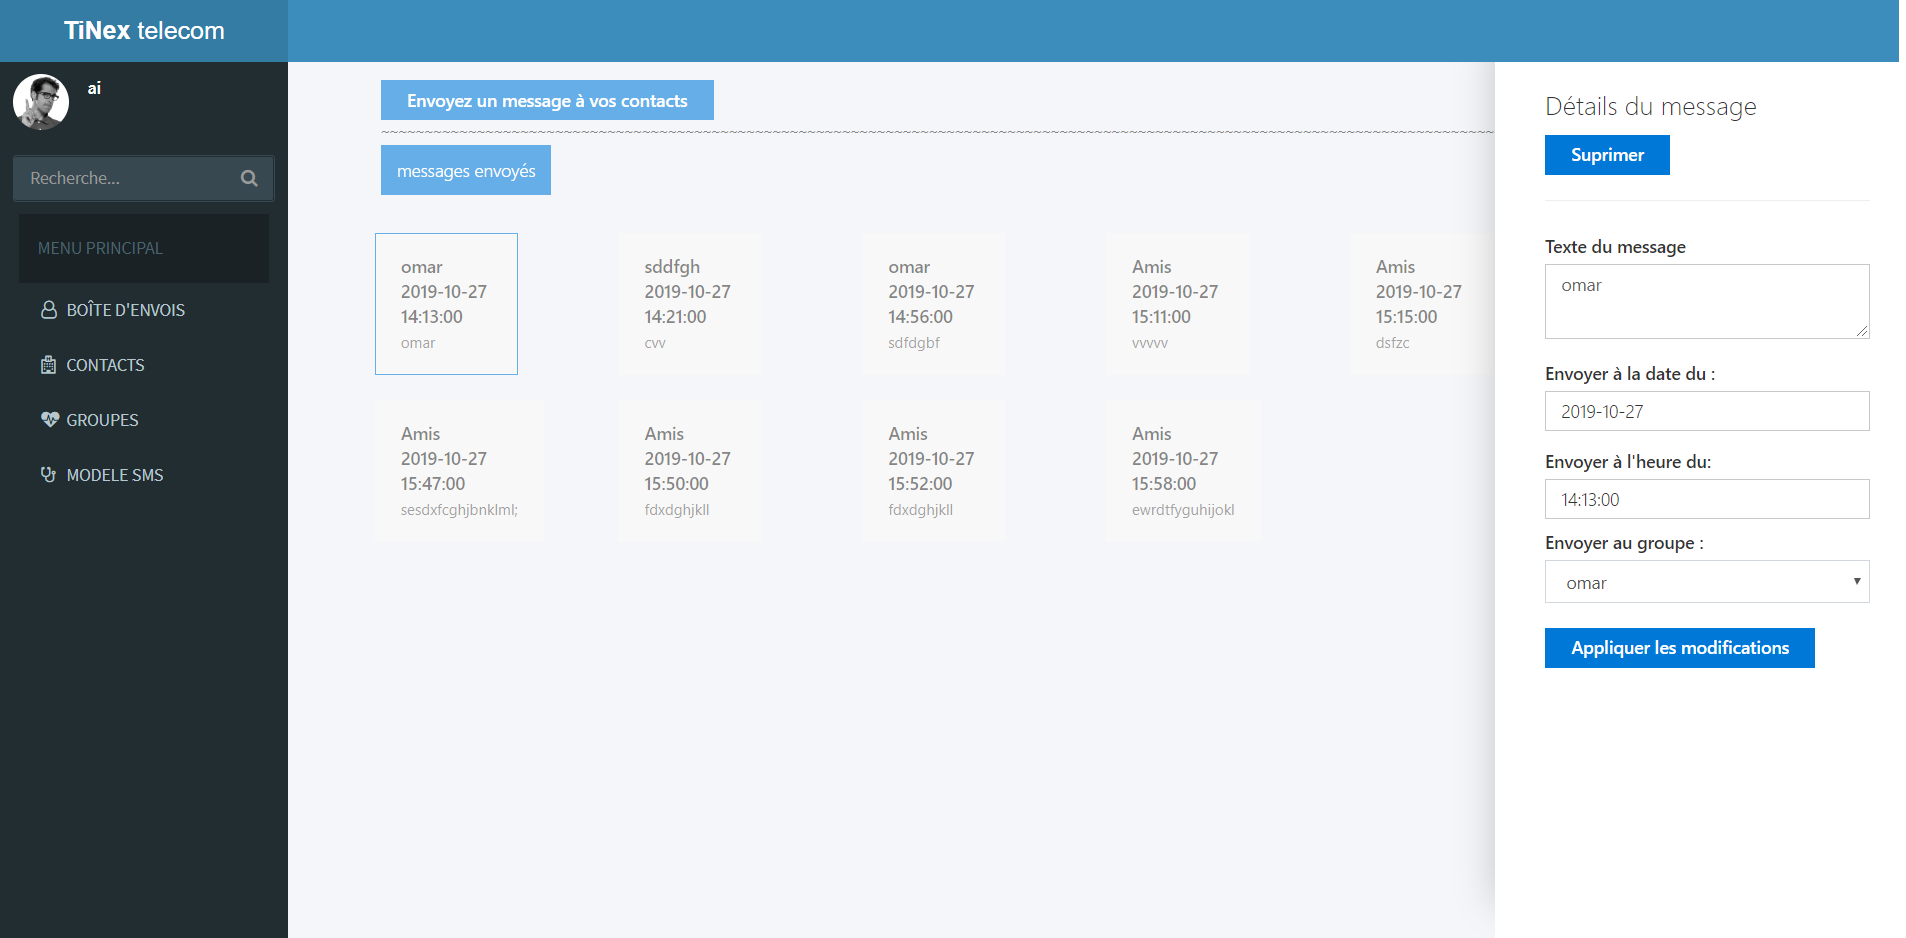 TiNex telecom
ai
Recherche...
MENU PRINCIPAL
BOÎTE D'ENVOIS
CONTACTS
GROUPES
MODELE SMS
Envoyez un message à vos contacts
messages envoyés
omar
2019-10-27
14:13:00
omar
sddfgh
2019-10-27
14:21:00
cvv
omar
2019-10-27
14:56:00
sdfdgbf
Amis
2019-10-27
15:11:00
vvvvv
Amis
2019-10-27
15:15:00
dsfzc
Amis
2019-10-27
15:47:00
sesdxfcghjbnklml;
Amis
2019-10-27
15:50:00
fdxdghjkll
Amis
2019-10-27
15:52:00
fdxdghjkll
Amis
2019-10-27
15:58:00
ewrdtfyguhijokl
Détails du message
Suprimer
Texte du message
omar
Envoyer à la date du :
2019-10-27
Envoyer à l'heure du:
14:13:00
Envoyer au groupe :
omar
Appliquer les modifications